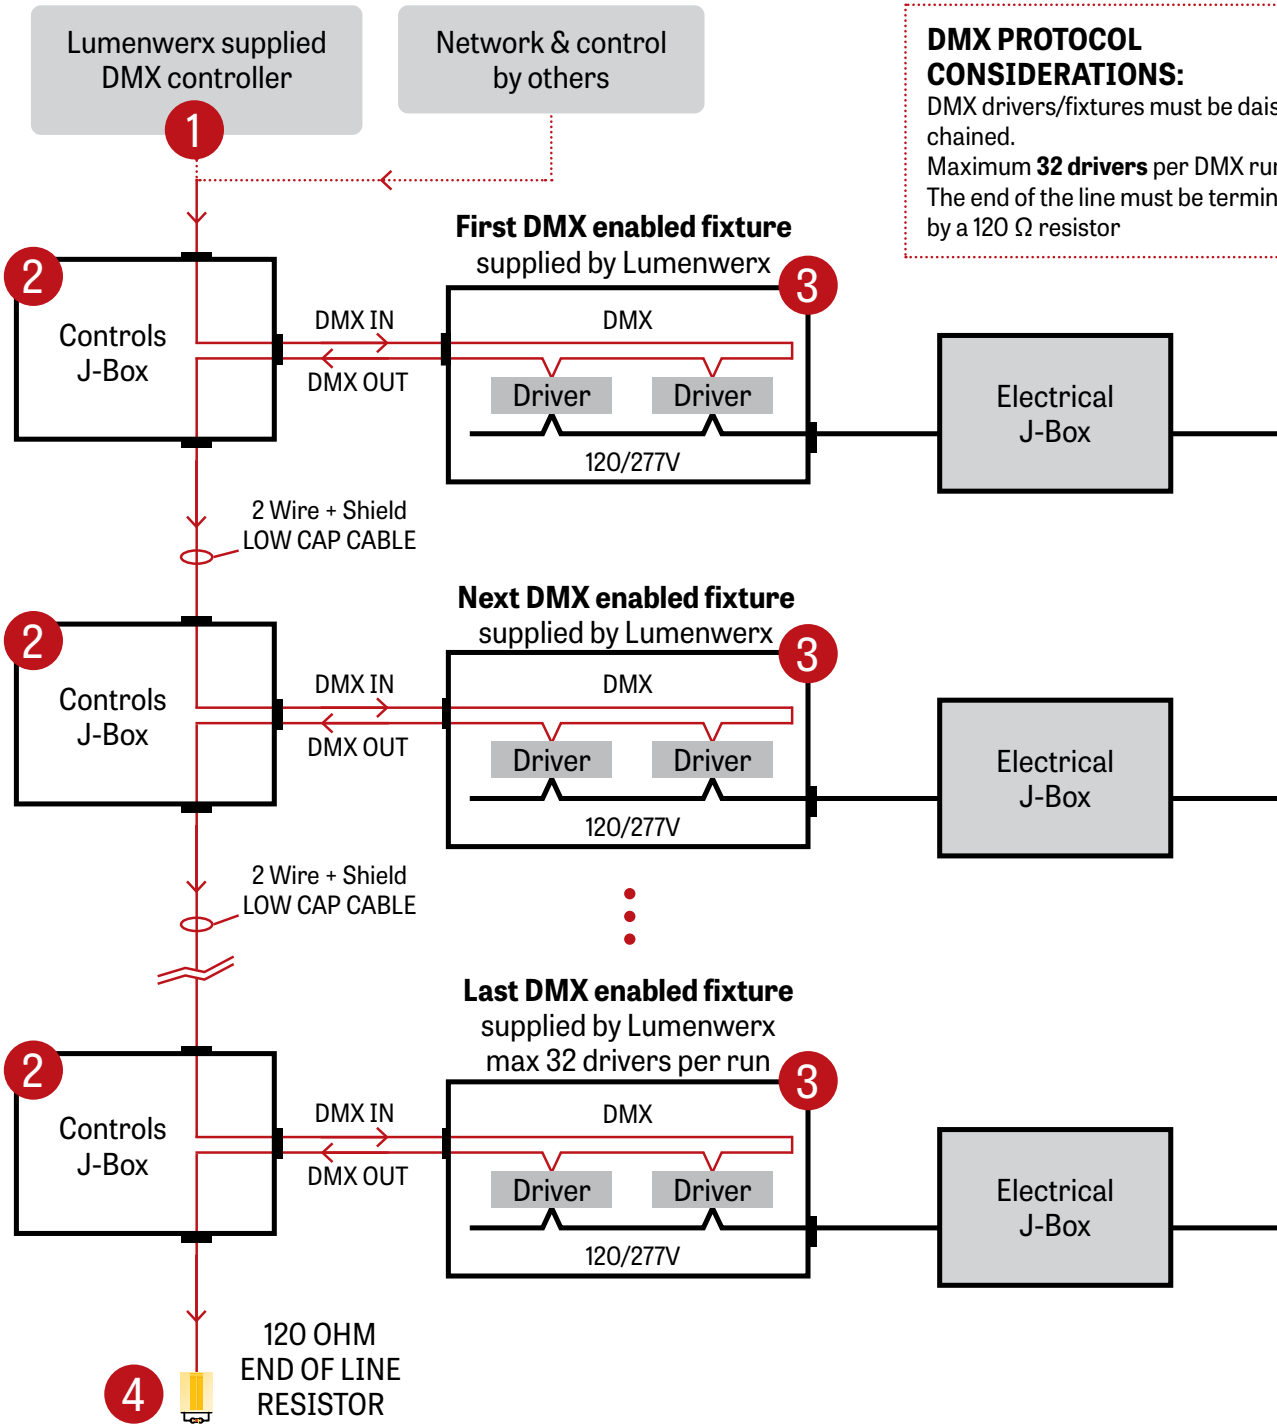 Lumenwerx supplied
DMX controller
1
Network & control
by others
DMX PROTOCOL
CONSIDERATIONS:
DMX drivers/fixtures must be
chained.
Maximum 32 drivers per DMX
The end of the line must be
by a 120 Ω resistor
2
Controls
J-Box
DMX IN
DMX OUT
First DMX enabled fixture
supplied by Lumenwerx
3
DMX
Driver
Driver
120/277V
Electrical
J-Box
2 Wire + Shield
LOW CAP CABLE
2
Controls
J-Box
DMX IN
DMX OUT
Next DMX enabled fixture
supplied by Lumenwerx
3
DMX
Driver
Driver
120/277V
Electrical
J-Box
2 Wire + Shield
LOW CAP CABLE
2
Controls
J-Box
DMX IN
DMX OUT
Last DMX enabled fixture
supplied by Lumenwerx
max 32 drivers per run
3
DMX
Driver
Driver
120/277V
Electrical
J-Box
4
120 OHM
END OF LINE
RESISTOR